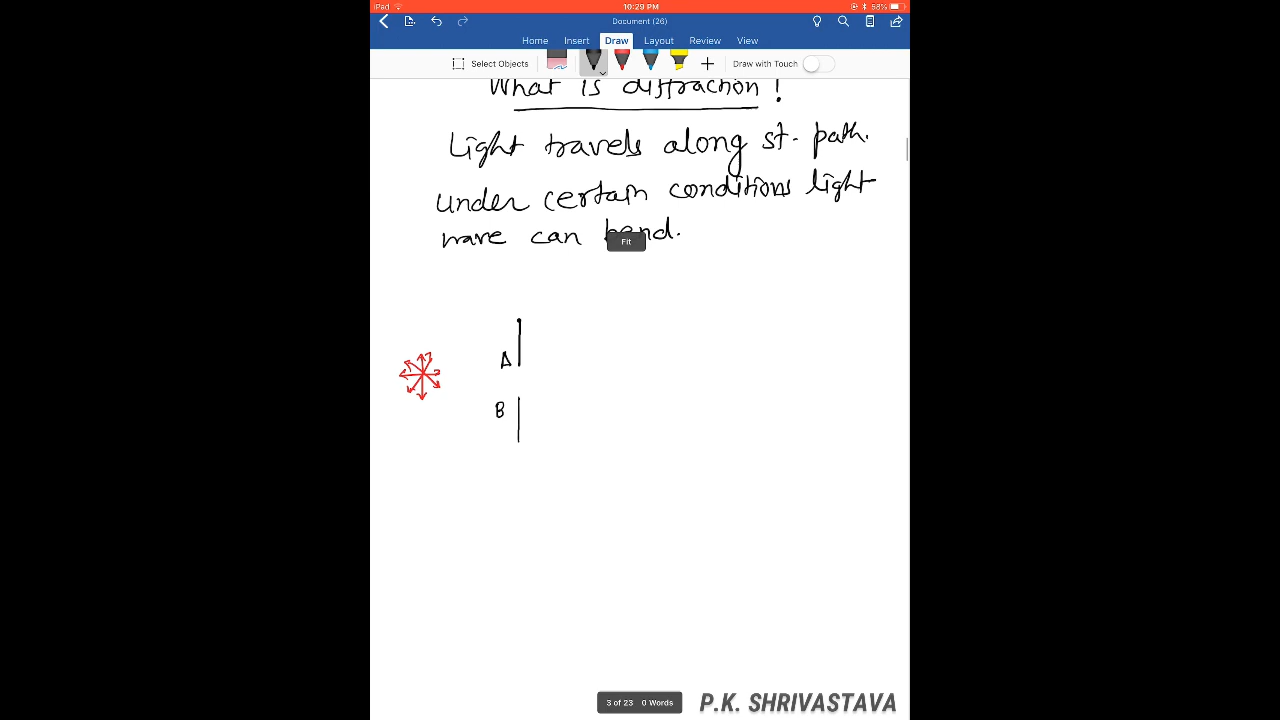 iPad
10:29 PM
58%
Document (26)
Home Insert Draw Layout Review View
Select Objects
Draw with Touch
What is diffraction?
Light travels along st. path.
under certain conditions light
wave can bend.
Fit
A
B
3 of 23 0 Words
P.K. SHRIVASTAVA